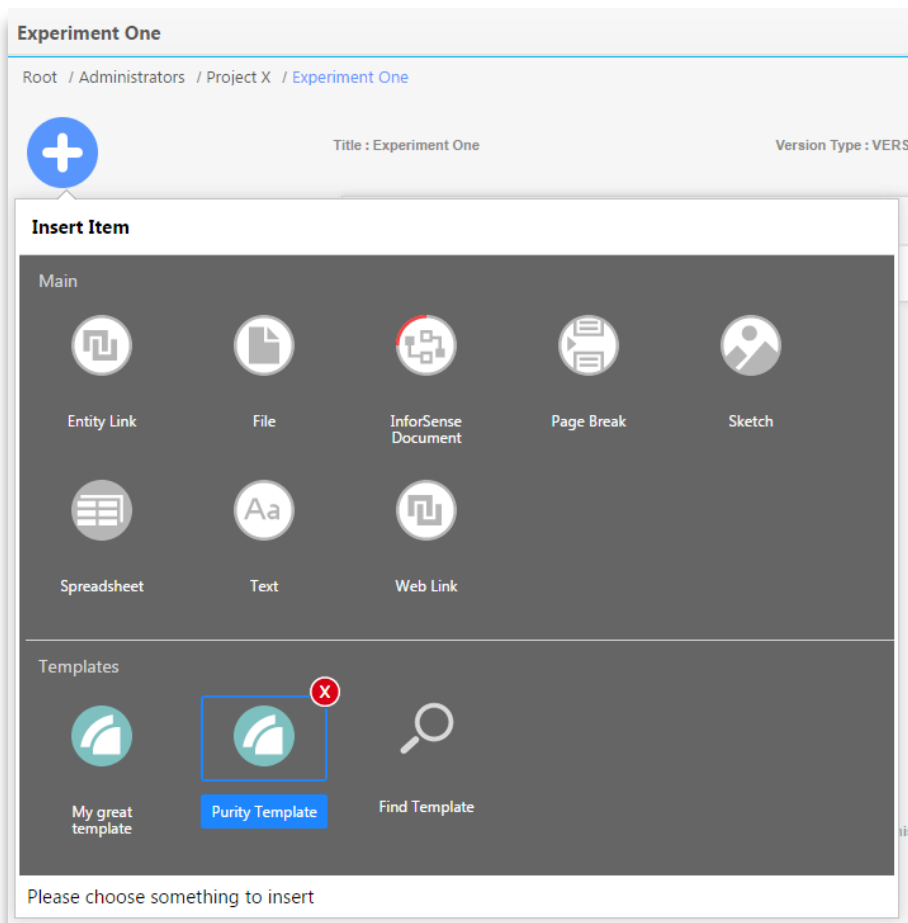 Experiment One
Root / Administrators / Project X / Experiment One
Title : Experiment One
Version Type : VERS
Insert Item
Main
Entity Link
File
InforSense
Document
Page Break
Sketch
Spreadsheet
Aa
Text
Web Link
Templates
X
My great
template
Purity Template
Find Template
Please choose something to insert